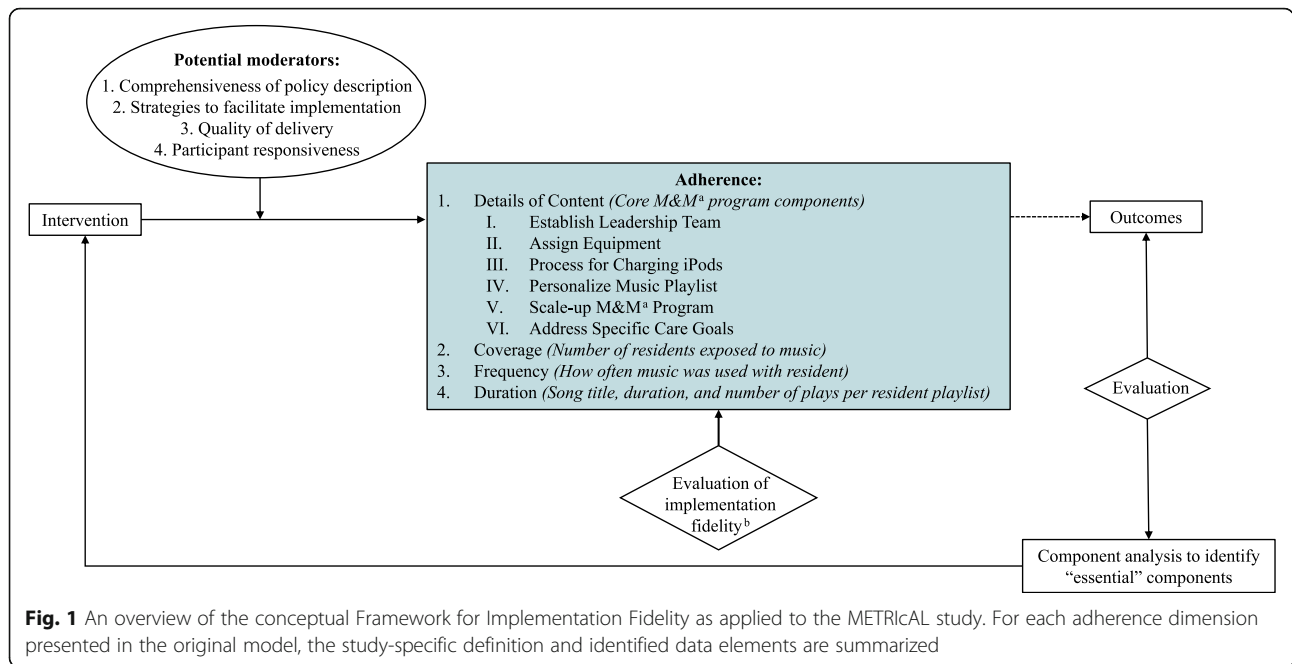 Potential moderators:
1. Comprehensiveness of policy description
2. Strategies to facilitate implementation
3. Quality of delivery
4. Participant responsiveness
Intervention
Adherence:
1. Details of Content (Core M&Mᵃ program components)
I. Establish Leadership Team
II. Assign Equipment
III. Process for Charging iPods
IV. Personalize Music Playlist
V. Scale-up M&Mᵃ Program
VI. Address Specific Care Goals
2. Coverage (Number of residents exposed to music)
3. Frequency (How often music was used with resident)
4. Duration (Song title, duration, and number of plays per resident playlist)
Outcomes
Evaluation
Evaluation of
implementation
fidelityᵇ
Component analysis to identify
“essential” components
Fig. 1 An overview of the conceptual Framework for Implementation Fidelity as applied to the METRIcAL study. For each adherence dimension
presented in the original model, the study-specific definition and identified data elements are summarized